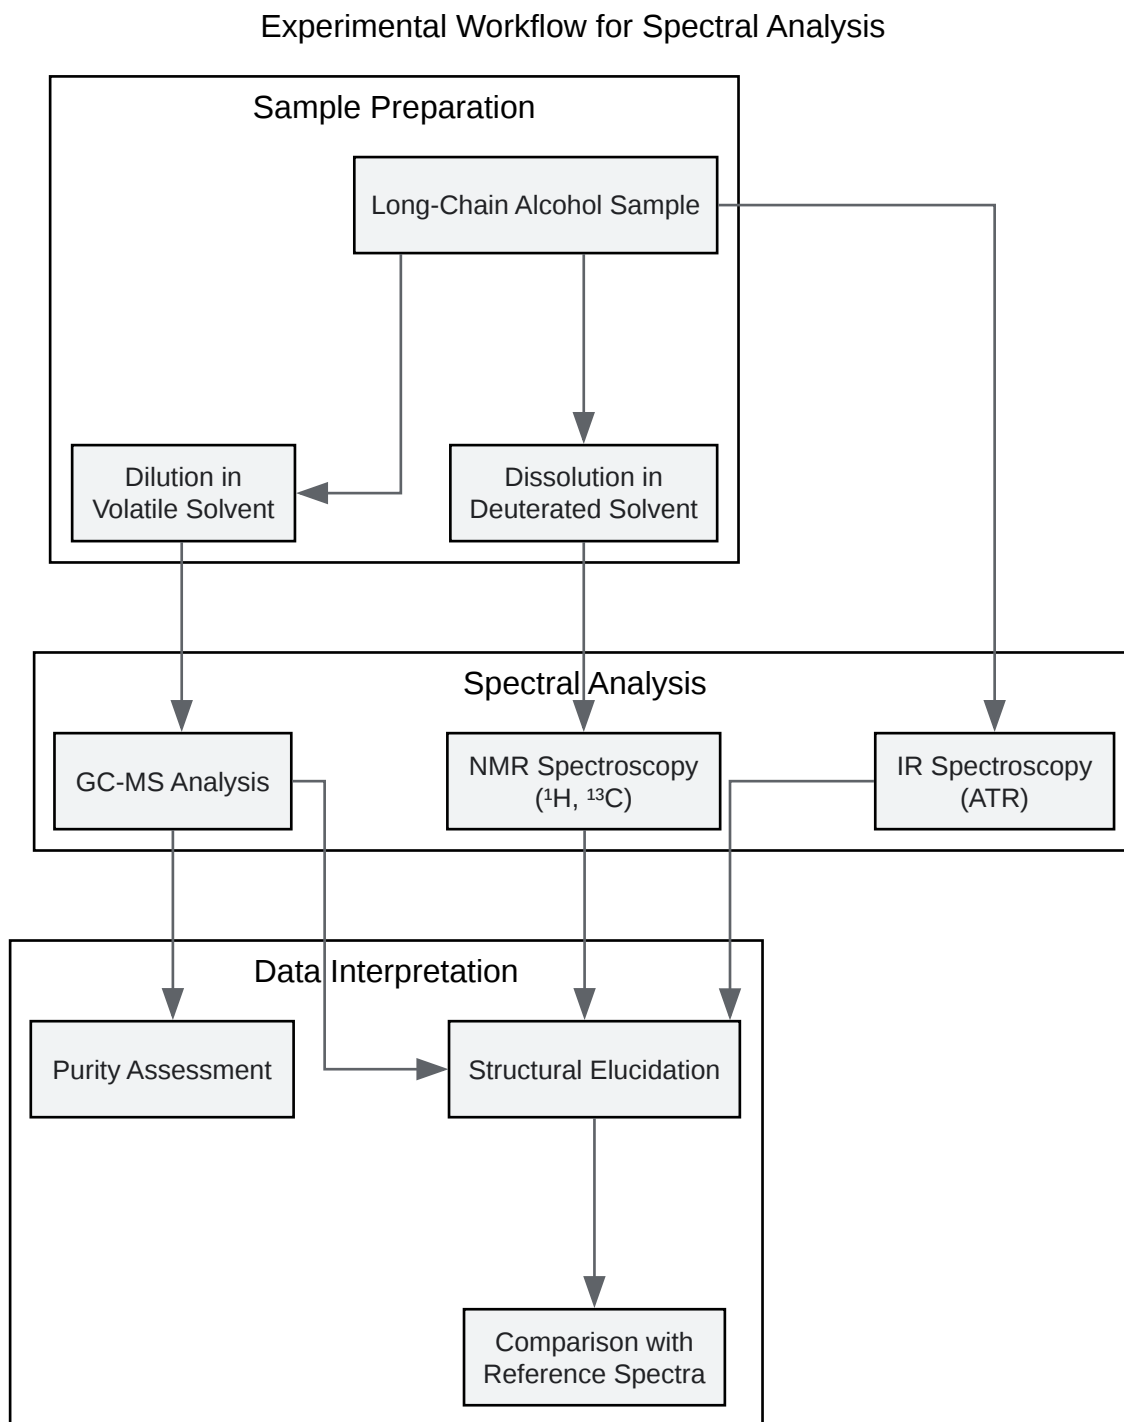 Experimental Workflow for Spectral Analysis
Sample Preparation
Long-Chain Alcohol Sample
Dilution in
Volatile Solvent
Dissolution in
Deuterated Solvent
Spectral Analysis
GC-MS Analysis
NMR Spectroscopy
(¹H, ¹³C)
IR Spectroscopy
(ATR)
Data Interpretation
Purity Assessment
Structural Elucidation
Comparison with
Reference Spectra